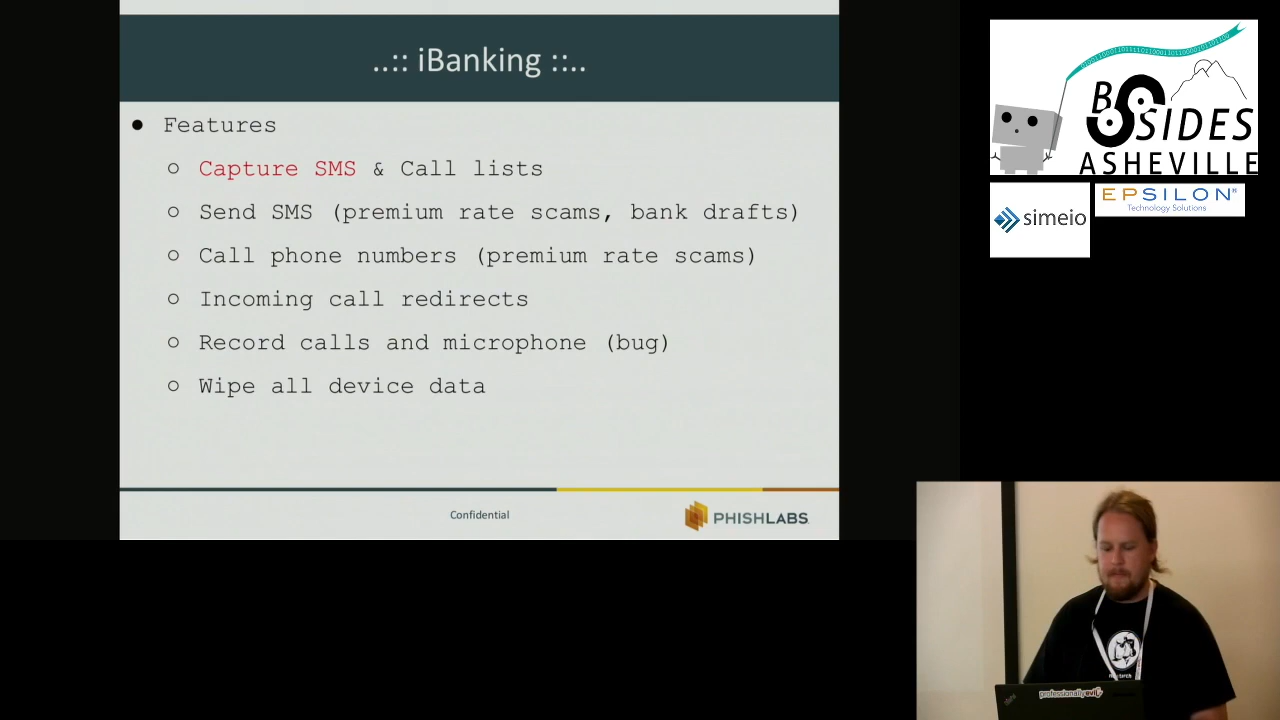 ..:: iBanking ::..
● Features
○ Capture SMS & Call lists
○ Send SMS (premium rate scams, bank drafts)
○ Call phone numbers (premium rate scams)
○ Incoming call redirects
○ Record calls and microphone (bug)
○ Wipe all device data
Confidential
PHISHLABS
BSIDES
ASHEVILLE
simeio
EPSILON®
Technology Solutions
professionallyevil